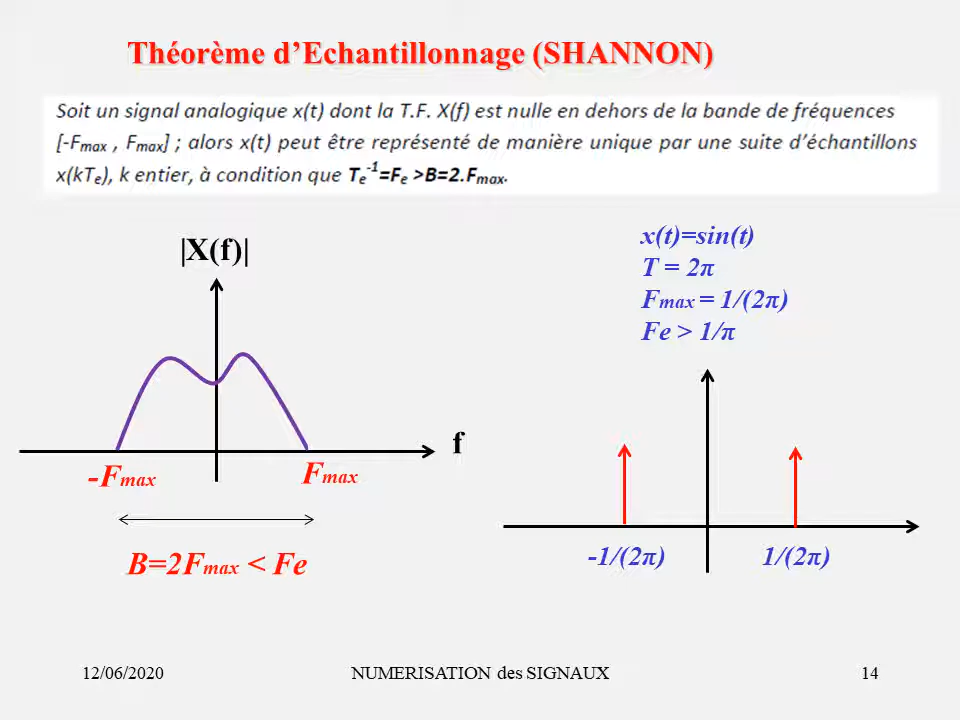 Théorème d’Echantillonnage (SHANNON)
Soit un signal analogique x(t) dont la T.F. X(f) est nulle en dehors de la bande de fréquences
[-Fmax , Fmax] ; alors x(t) peut être représenté de manière unique par une suite d’échantillons
x(kTe), k entier, à condition que Te⁻¹=Fe >B=2.Fmax.
|X(f)|
f
-Fmax
Fmax
B=2Fmax < Fe
x(t)=sin(t)
T = 2π
Fmax = 1/(2π)
Fe > 1/π
-1/(2π)
1/(2π)
12/06/2020
NUMERISATION des SIGNAUX
14